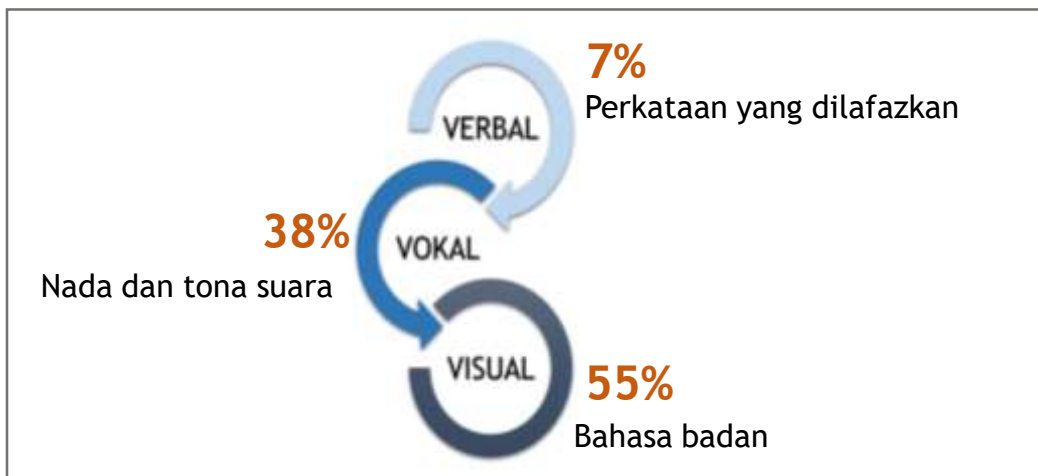 7%
Perkataan yang dilafazkan
VERBAL
38%
Nada dan tona suara
VOKAL
VISUAL
55%
Bahasa badan